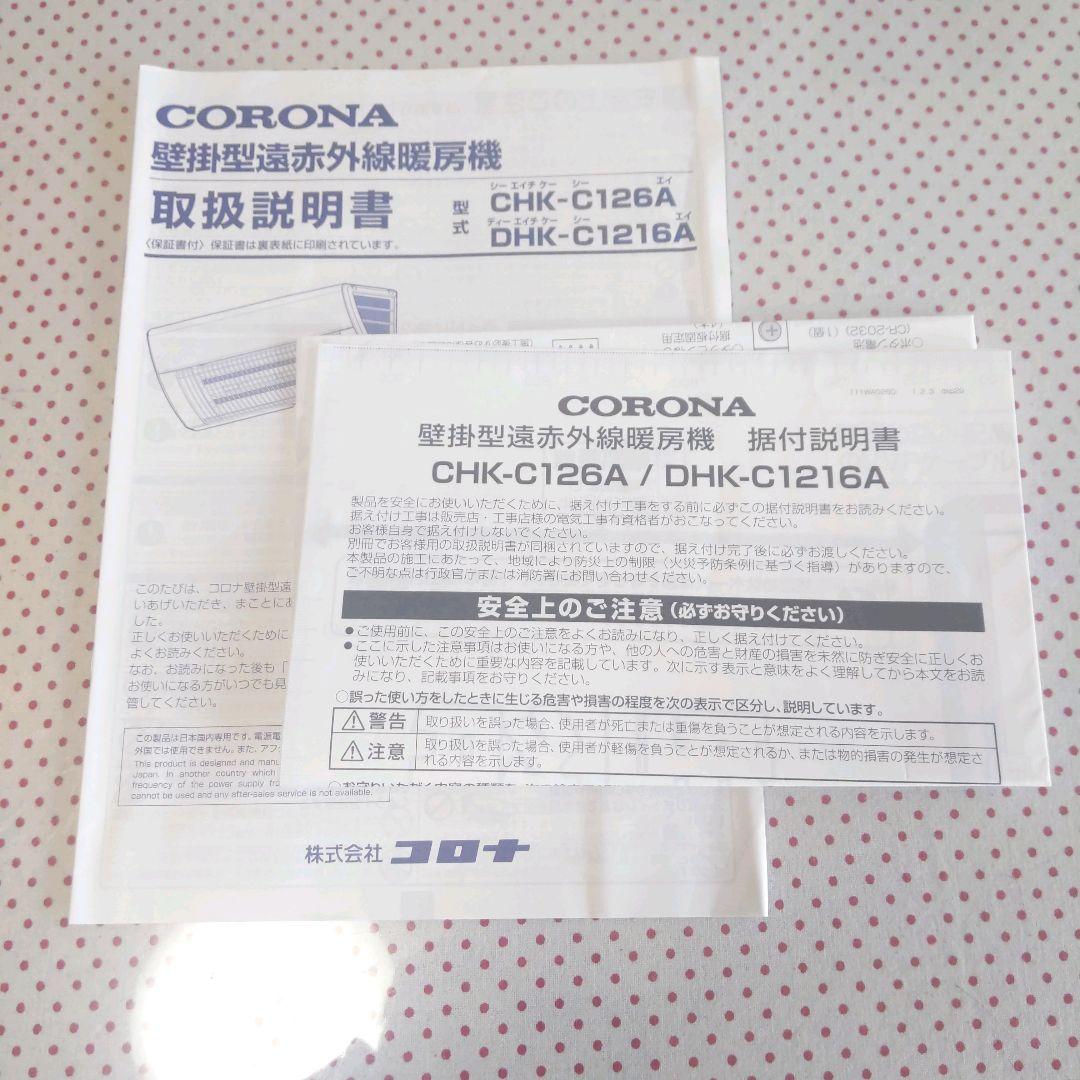 CORONA
壁掛型遠赤外線暖房機
取扱説明書
型式
シー エイチ ケー シー エイ
CHK-C126A
ディー エイチ ケー シー エイ
DHK-C1216A
〈保証書付〉保証書は裏表紙に印刷されています。
このたびは、コロナ壁掛型遠
いあげいただき、まことにあ
した。
正しくお使いいただくために
よくお読みください。
なお、お読みになった後も「
お使いになる方がいつでも見
管してください。
この製品は日本国内専用です。電源電
外国では使用できません。また、アフ
This product is designed and manu
Japan. In another country which
frequency of the power supply fro
cannot be used and any after-sales service is not available.
株式会社 コロナ
○ボタン電池
(CR-2032)(1個)
据付板固定用
CORONA
壁掛型遠赤外線暖房機 据付説明書
CHK-C126A / DHK-C1216A
製品を安全にお使いいただくために、据え付け工事をする前に必ずこの据付説明書をお読みください。
据え付け工事は販売店・工事店様の電気工事有資格者がおこなってください。
お客様自身で据え付けしないでください。
別冊でお客様用の取扱説明書が同梱されていますので、据え付け完了後に必ずお渡しください。
本製品の施工にあたって、地域により防災上の制限〈火災予防条例に基づく指導〉がありますので、
ご不明な点は行政官庁または消防署にお問い合わせください。
安全上のご注意(必ずお守りください)
●ご使用前に、この安全上のご注意をよくお読みになり、正しく据え付けてください。
●ここに示した注意事項はお使いになる方や、他の人への危害と財産の損害を未然に防ぎ安全に正しくお
使いいただくために重要な内容を記載しています。次に示す表示と意味をよく理解してから本文をお読
みになり、記載事項をお守りください。
○誤った使い方をしたときに生じる危害や損害の程度を次の表示で区分し、説明しています。
警告 取り扱いを誤った場合、使用者が死亡または重傷を負うことが想定される内容を示します。
注意 取り扱いを誤った場合、使用者が軽傷を負うことが想定されるか、または物的損害の発生が想定さ
れる内容を示します。